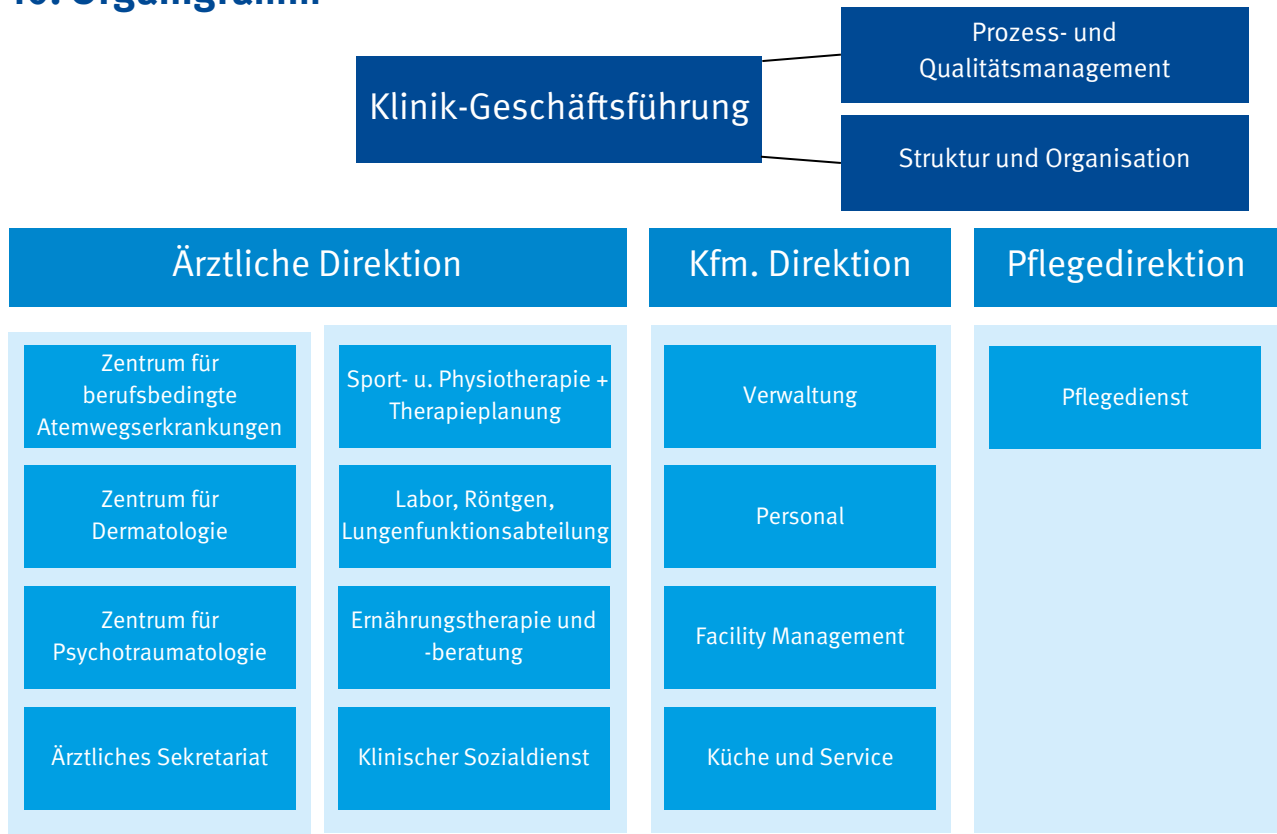 Klinik-Geschäftsführung
Prozess- und
Qualitätsmanagement
Struktur und Organisation
Ärztliche Direktion
Zentrum für
berufsbedingte
Atemwegserkrankungen
Zentrum für
Dermatologie
Zentrum für
Psychotraumatologie
Ärztliches Sekretariat
Sport- u. Physiotherapie +
Therapieplanung
Labor, Röntgen,
Lungenfunktionsabteilung
Ernährungstherapie und
-beratung
Klinischer Sozialdienst
Kfm. Direktion
Verwaltung
Personal
Facility Management
Küche und Service
Pflegedirektion
Pflegedienst